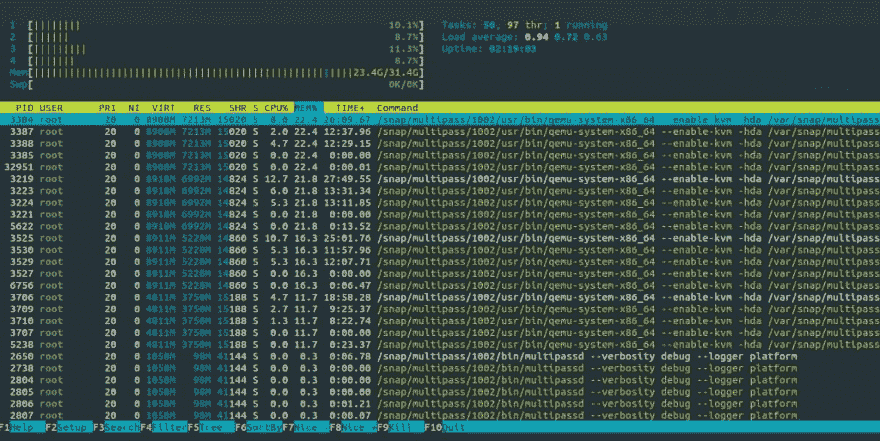 1 [|||||||| 10.1%] Tasks: 50, 97 thr; 1 running
2 [|||||| 8.7%] Load average: 0.94 0.72 0.63
3 [||||||||| 11.3%] Uptime: 02:19:03
4 [||||||| 8.7%]
Mem[ 23.4G/31.4G]
Swp[ 0K/0K]
PID USER PRI NI VIRT RES SHR S CPU% MEM% TIME+ Command
3384 root 20 0 8908M 7213M 15020 S 8.0 22.4 /snap/multipass/1002/usr/bin/qemu-system-x86_64 --enable-kvm -hda /var/snap/multipass
3387 root 20 0 8908M 7213M 15020 S 2.0 22.4 12:37.96 /snap/multipass/1002/usr/bin/qemu-system-x86_64 --enable-kvm -hda /var/snap/multipass
3388 root 20 0 8908M 7213M 15020 S 4.7 22.4 12:29.15 /snap/multipass/1002/usr/bin/qemu-system-x86_64 --enable-kvm -hda /var/snap/multipass
3385 root 20 0 8908M 7213M 15020 S 0.0 22.4 0:00.01 /snap/multipass/1002/usr/bin/qemu-system-x86_64 --enable-kvm -hda /var/snap/multipass
32951 root 20 0 8908M 7213M 15020 S 0.0 22.4 0:00.01 /snap/multipass/1002/usr/bin/qemu-system-x86_64 --enable-kvm -hda /var/snap/multipass
3219 root 20 0 8910M 6992M 14824 S 12.7 21.8 27:49.55 /snap/multipass/1002/usr/bin/qemu-system-x86_64 --enable-kvm -hda /var/snap/multipass
3223 root 20 0 8910M 6992M 14824 S 6.0 21.8 13:31.34 /snap/multipass/1002/usr/bin/qemu-system-x86_64 --enable-kvm -hda /var/snap/multipass
3224 root 20 0 8910M 6992M 14824 S 5.3 21.8 13:11.85 /snap/multipass/1002/usr/bin/qemu-system-x86_64 --enable-kvm -hda /var/snap/multipass
3221 root 20 0 8910M 6992M 14824 S 0.0 21.8 0:00.00 /snap/multipass/1002/usr/bin/qemu-system-x86_64 --enable-kvm -hda /var/snap/multipass
5622 root 20 0 8910M 6992M 14824 S 0.0 21.8 0:13.52 /snap/multipass/1002/usr/bin/qemu-system-x86_64 --enable-kvm -hda /var/snap/multipass
3525 root 20 0 8911M 5228M 14860 S 10.7 16.3 25:01.76 /snap/multipass/1002/usr/bin/qemu-system-x86_64 --enable-kvm -hda /var/snap/multipass
3530 root 20 0 8911M 5228M 14860 S 5.3 16.3 11:57.96 /snap/multipass/1002/usr/bin/qemu-system-x86_64 --enable-kvm -hda /var/snap/multipass
3529 root 20 0 8911M 5228M 14860 S 5.3 16.3 12:07.71 /snap/multipass/1002/usr/bin/qemu-system-x86_64 --enable-kvm -hda /var/snap/multipass
3527 root 20 0 8911M 5228M 14860 S 0.0 16.3 0:00.00 /snap/multipass/1002/usr/bin/qemu-system-x86_64 --enable-kvm -hda /var/snap/multipass
6756 root 20 0 8911M 5228M 14860 S 0.0 16.3 0:06.47 /snap/multipass/1002/usr/bin/qemu-system-x86_64 --enable-kvm -hda /var/snap/multipass
3706 root 20 0 4811M 3750M 15188 S 4.7 11.7 18:58.28 /snap/multipass/1002/usr/bin/qemu-system-x86_64 --enable-kvm -hda /var/snap/multipass
3709 root 20 0 4811M 3750M 15188 S 2.7 11.7 9:25.37 /snap/multipass/1002/usr/bin/qemu-system-x86_64 --enable-kvm -hda /var/snap/multipass
3710 root 20 0 4811M 3750M 15188 S 1.3 11.7 8:22.74 /snap/multipass/1002/usr/bin/qemu-system-x86_64 --enable-kvm -hda /var/snap/multipass
3707 root 20 0 4811M 3750M 15188 S 0.0 11.7 0:00.00 /snap/multipass/1002/usr/bin/qemu-system-x86_64 --enable-kvm -hda /var/snap/multipass
5238 root 20 0 4811M 3750M 15188 S 0.0 11.7 0:23.37 /snap/multipass/1002/usr/bin/qemu-system-x86_64 --enable-kvm -hda /var/snap/multipass
2650 root 20 0 1058M 98M 41144 S 0.0 0.3 0:06.78 /snap/multipass/1002/bin/multipassd --verbosity debug --logger platform
2738 root 20 0 1058M 98M 41144 S 0.0 0.3 0:00.00 /snap/multipass/1002/bin/multipassd --verbosity debug --logger platform
2804 root 20 0 1058M 98M 41144 S 0.0 0.3 0:00.00 /snap/multipass/1002/bin/multipassd --verbosity debug --logger platform
2805 root 20 0 1058M 98M 41144 S 0.0 0.3 0:00.00 /snap/multipass/1002/bin/multipassd --verbosity debug --logger platform
2806 root 20 0 1058M 98M 41144 S 0.0 0.3 0:01.21 /snap/multipass/1002/bin/multipassd --verbosity debug --logger platform
2807 root 20 0 1058M 98M 41144 S 0.0 0.3 0:00.07 /snap/multipass/1002/bin/multipassd --verbosity debug --logger platform
F1Help F2Setup F3Search F4Filter F5Tree F6SortBy F7Nice - F8Nice + F9Kill F10Quit